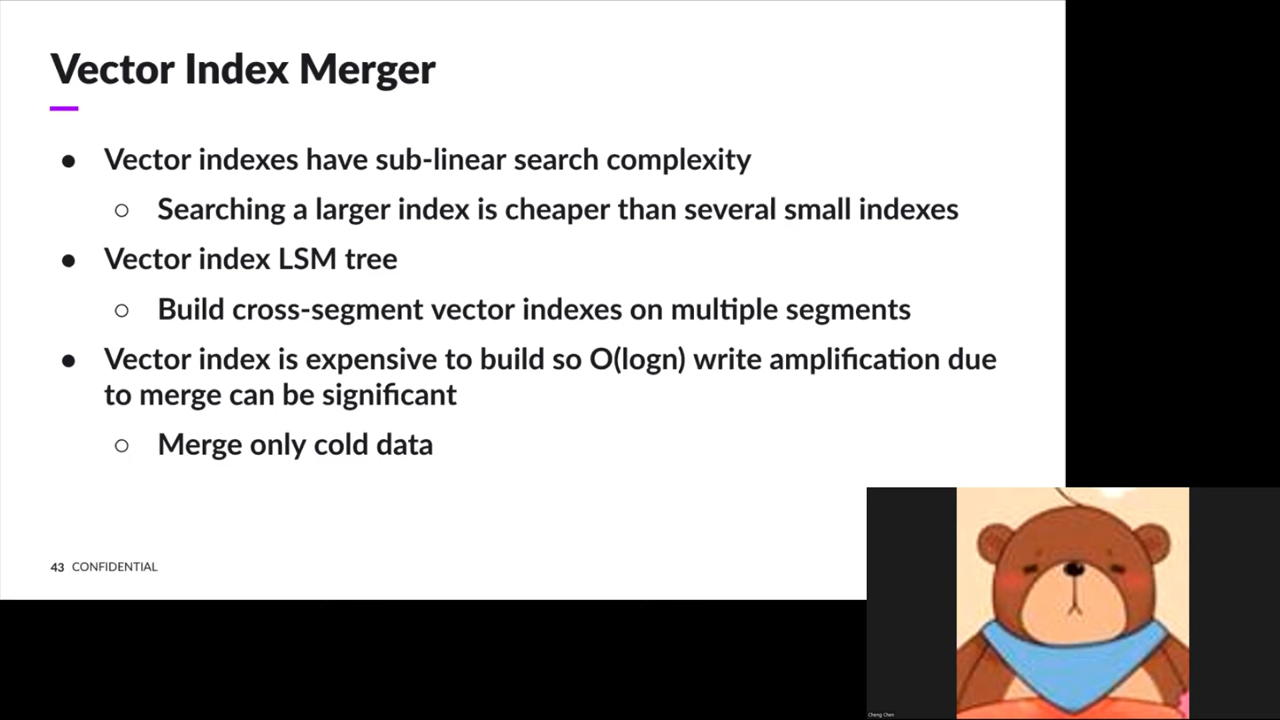 Vector Index Merger
● Vector indexes have sub-linear search complexity
○ Searching a larger index is cheaper than several small indexes
● Vector index LSM tree
○ Build cross-segment vector indexes on multiple segments
● Vector index is expensive to build so O(logn) write amplification due
to merge can be significant
○ Merge only cold data
43 CONFIDENTIAL
Cheng Chen